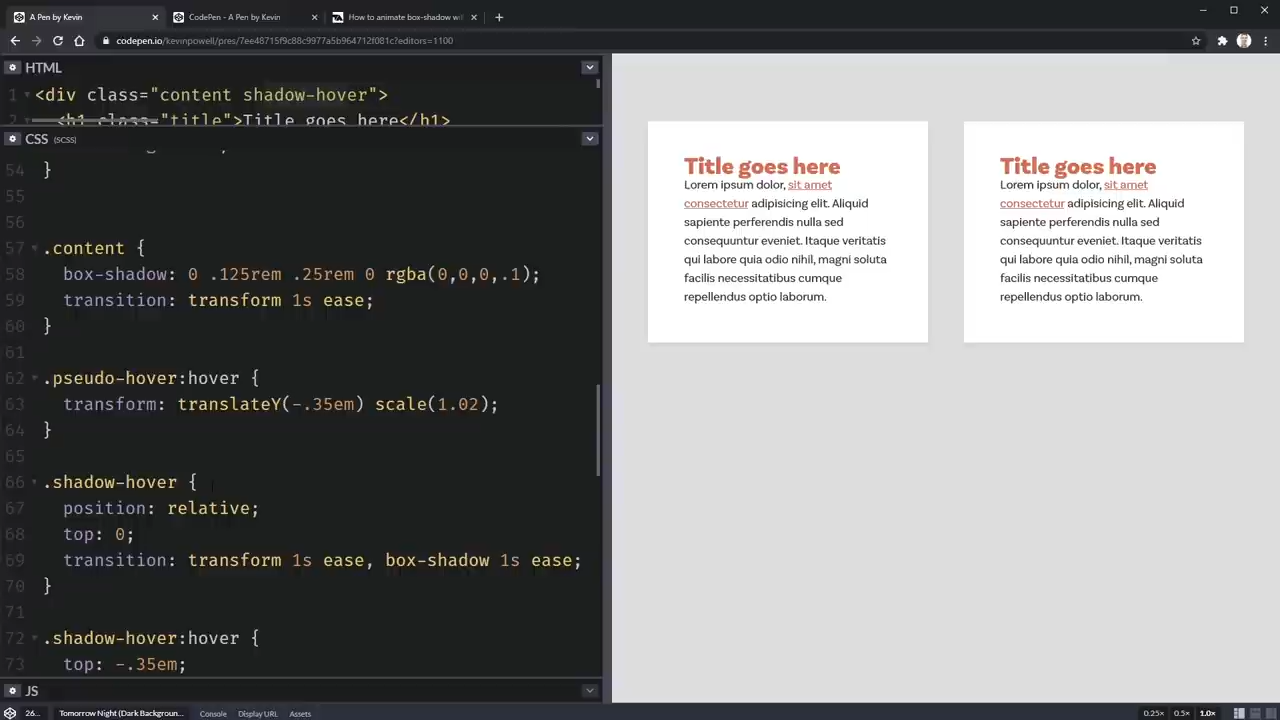 A Pen by Kevin
CodePen - A Pen by Kevin
How to animate box-shadow wi
codepen.io/kevinpowell/pres/7ee48715f9c88c9977a5b964712f081c?editors=1100
HTML
1 <div class="content shadow-hover">
2 <h1 class="title">Title goes here</h1>
CSS (SCSS)
54 }
55
56
.content {
58 box-shadow: 0 .125rem .25rem 0 rgba(0,0,0,.1);
59 transition: transform 1s ease;
60 }
61
62 .pseudo-hover:hover {
63 transform: translateY(-.35em) scale(1.02);
64 }
65
66 .shadow-hover {
67 position: relative;
68 top: 0;
69 transition: transform 1s ease, box-shadow 1s ease;
70 }
71
72 .shadow-hover:hover {
73 top: -.35em;
JS
Title goes here
Lorem ipsum dolor, sit amet
consectetur adipisicing elit. Aliquid
sapiente perferendis nulla sed
consequuntur eveniet. Itaque veritatis
qui labore quia odio nihil, magni soluta
facilis necessitatibus cumque
repellendus optio laborum.
Title goes here
Lorem ipsum dolor, sit amet
consectetur adipisicing elit. Aliquid
sapiente perferendis nulla sed
consequuntur eveniet. Itaque veritatis
qui labore quia odio nihil, magni soluta
facilis necessitatibus cumque
repellendus optio laborum.
26... Tomorrow Night (Dark Backgroun... Console Display URL Assets
0.25× 0.5× 1.0×